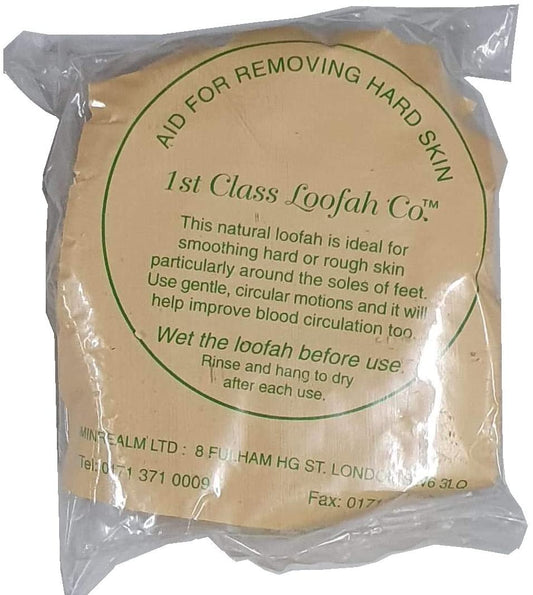 AID FOR REMOVING HARD SKIN
1st Class Loofah Co.™
This natural loofah is ideal for
smoothing hard or rough skin
particularly around the soles of feet.
Use gentle, circular motions and it will
help improve blood circulation too.
Wet the loofah before use.
Rinse and hang to dry
after each use.
MINREALM LTD : 8 FULHAM HG ST. LONDON 3LO
Tel: 0171 371 0009
Fax: 0171